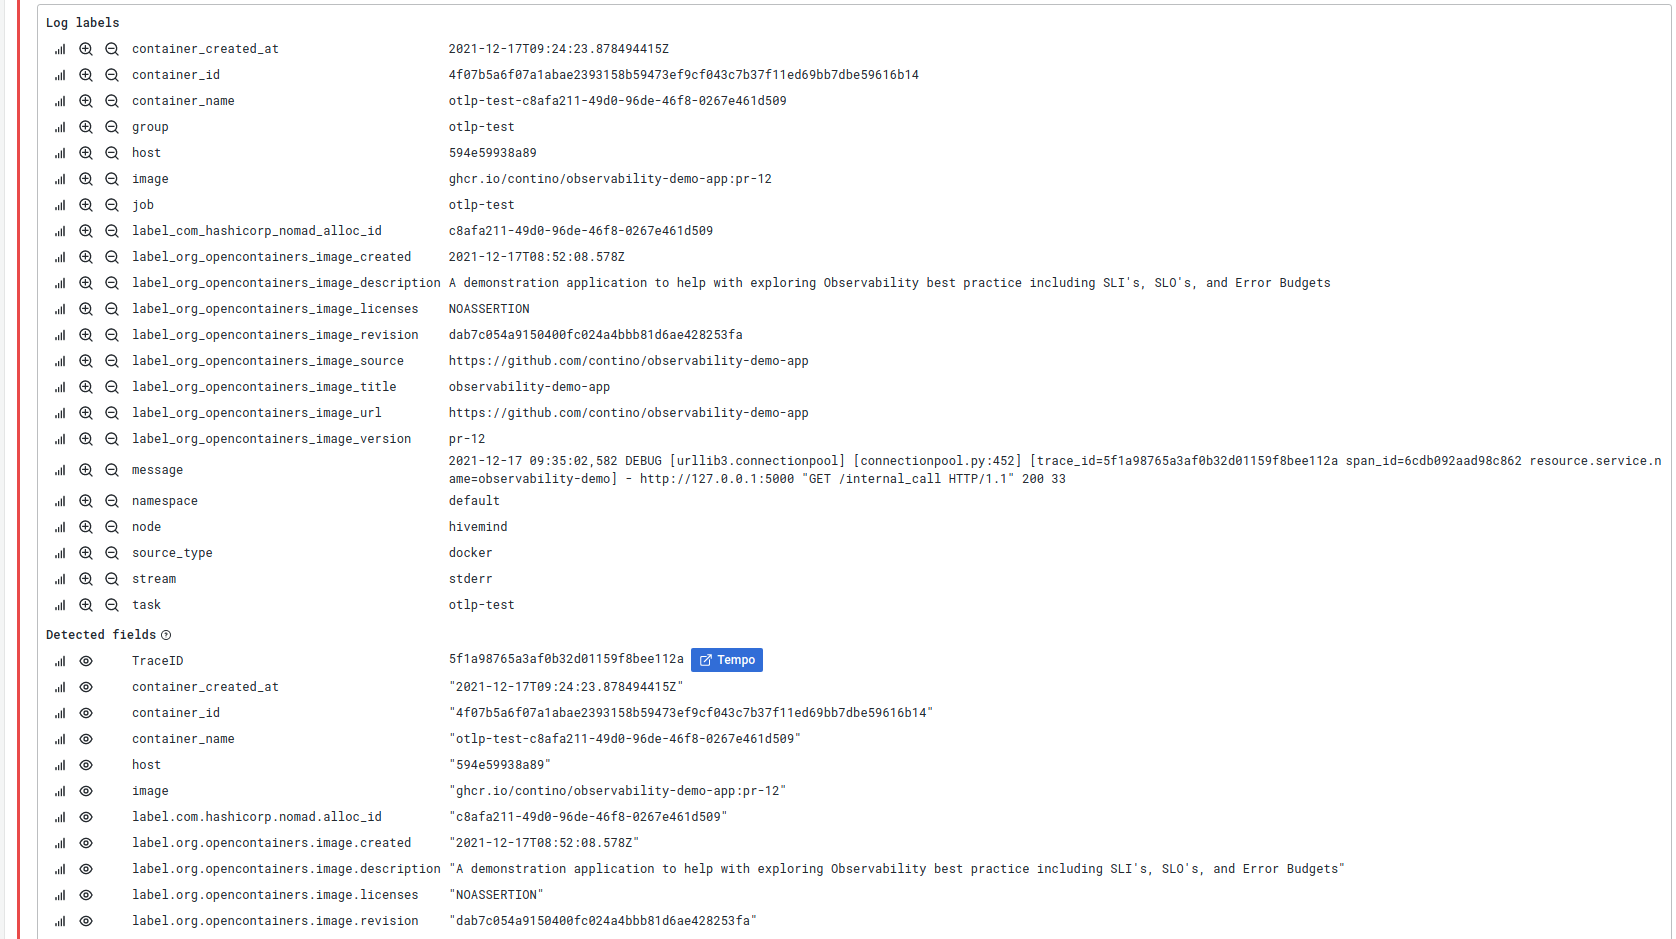 Log labels
container_created_at 2021-12-17T09:24:23.878494415Z
container_id 4f07b5a6f07a1abae2393158b59473ef9cf043c7b37f11ed69bb7dbe59616b14
container_name otlp-test-c8afa211-49d0-96de-46f8-0267e461d509
group otlp-test
host 594e59938a89
image ghcr.io/contino/observability-demo-app:pr-12
job otlp-test
label_com_hashicorp_nomad_alloc_id c8afa211-49d0-96de-46f8-0267e461d509
label_org_opencontainers_image_created 2021-12-17T08:52:08.578Z
label_org_opencontainers_image_description A demonstration application to help with exploring Observability best practice including SLI's, SLO's, and Error Budgets
label_org_opencontainers_image_licenses NOASSERTION
label_org_opencontainers_image_revision dab7c054a9150400fc024a4bbb81d6ae428253fa
label_org_opencontainers_image_source https://github.com/contino/observability-demo-app
label_org_opencontainers_image_title observability-demo-app
label_org_opencontainers_image_url https://github.com/contino/observability-demo-app
label_org_opencontainers_image_version pr-12
message 2021-12-17 09:35:02,582 DEBUG [urllib3.connectionpool] [connectionpool.py:452] [trace_id=5f1a98765a3af0b32d01159f8bee112a span_id=6cdb092aad98c862 resource.service.n
ame=observability-demo] - http://127.0.0.1:5000 "GET /internal_call HTTP/1.1" 200 33
namespace default
node hivemind
source_type docker
stream stderr
task otlp-test
Detected fields
TraceID 5f1a98765a3af0b32d01159f8bee112a Tempo
container_created_at "2021-12-17T09:24:23.878494415Z"
container_id "4f07b5a6f07a1abae2393158b59473ef9cf043c7b37f11ed69bb7dbe59616b14"
container_name "otlp-test-c8afa211-49d0-96de-46f8-0267e461d509"
host "594e59938a89"
image "ghcr.io/contino/observability-demo-app:pr-12"
label.com.hashicorp.nomad.alloc_id "c8afa211-49d0-96de-46f8-0267e461d509"
label.org.opencontainers.image.created "2021-12-17T08:52:08.578Z"
label.org.opencontainers.image.description "A demonstration application to help with exploring Observability best practice including SLI's, SLO's, and Error Budgets"
label.org.opencontainers.image.licenses "NOASSERTION"
label.org.opencontainers.image.revision "dab7c054a9150400fc024a4bbb81d6ae428253fa"